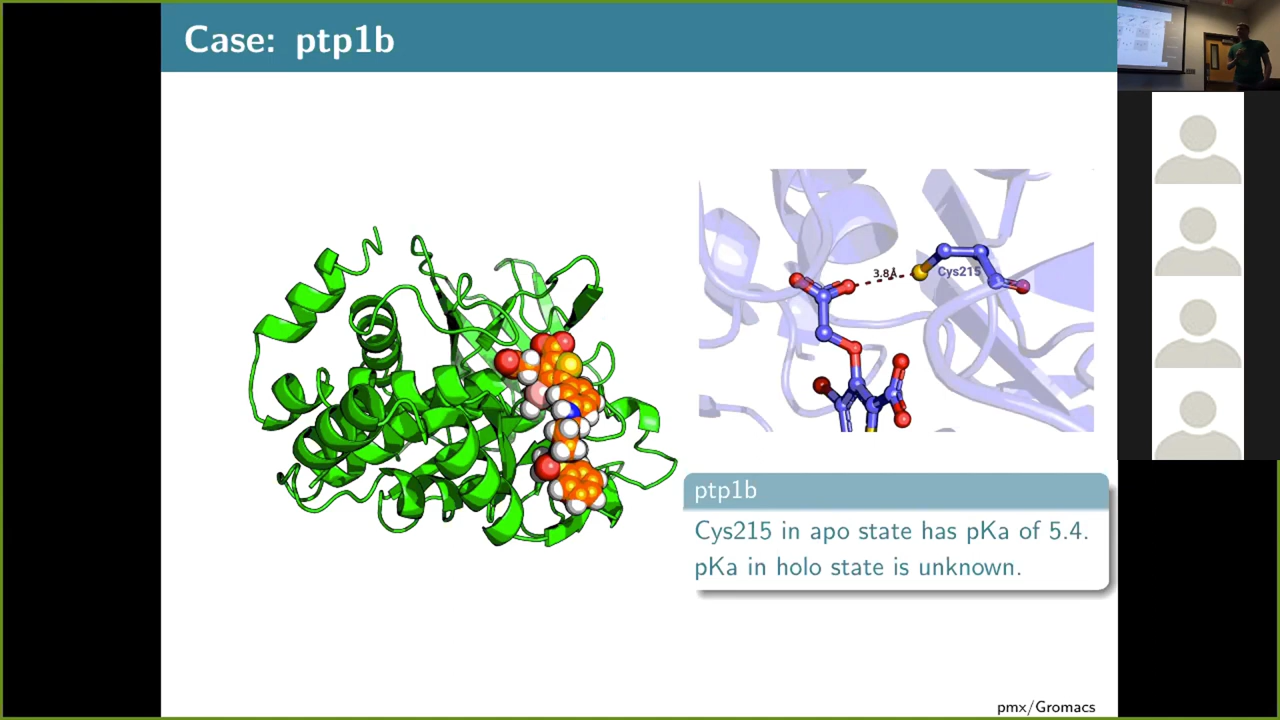 Case: ptp1b
3.8Å
Cys215
ptp1b
Cys215 in apo state has pKa of 5.4.
pKa in holo state is unknown.
pmx/Gromacs